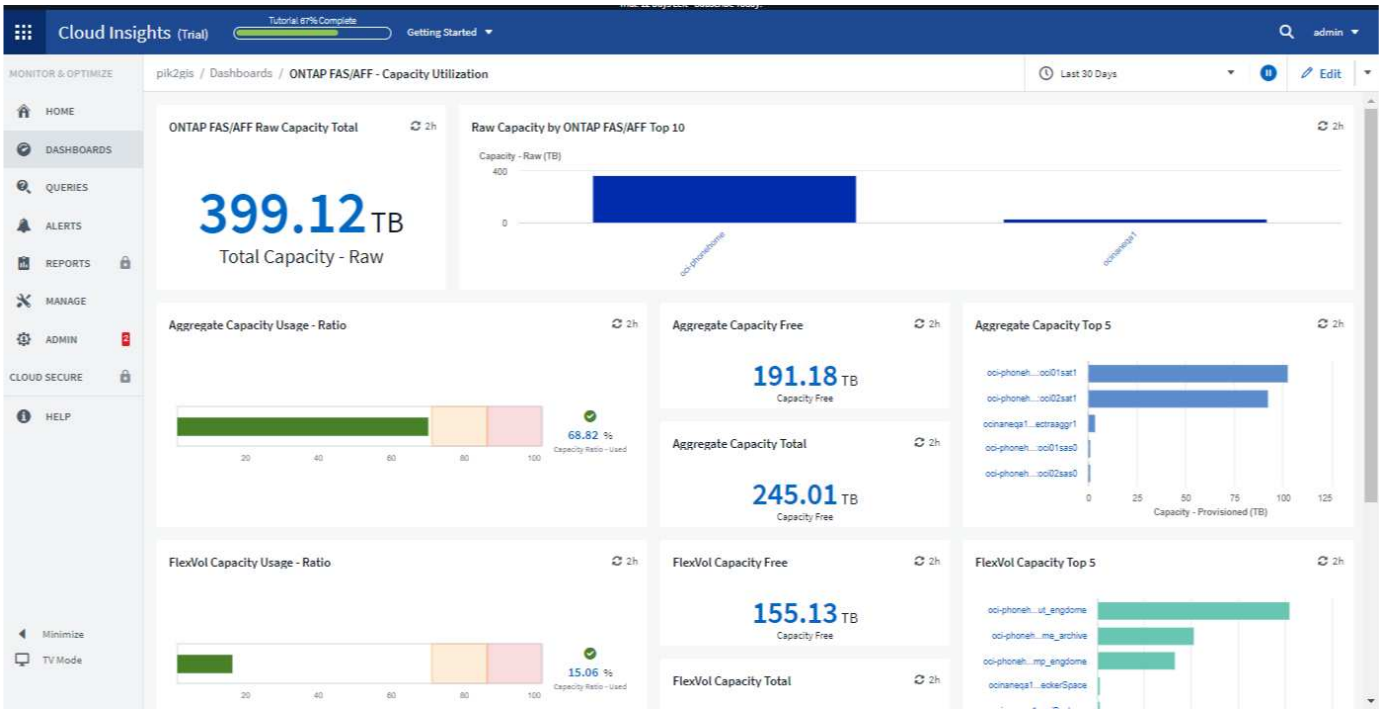 Trial: 12 Days Left - Subscribe Today!
Cloud Insights (Trial)
Tutorial 67% Complete
Getting Started
admin
MONITOR & OPTIMIZE
pik2gis / Dashboards / ONTAP FAS/AFF - Capacity Utilization
Last 30 Days
Edit
HOME
DASHBOARDS
QUERIES
ALERTS
REPORTS
MANAGE
ADMIN
2
CLOUD SECURE
HELP
Minimize
TV Mode
ONTAP FAS/AFF Raw Capacity Total
2h
399.12 TB
Total Capacity - Raw
Raw Capacity by ONTAP FAS/AFF Top 10
2h
Capacity - Raw (TB)
400
0
oci-phonehome
ocinaneqa1
Aggregate Capacity Usage - Ratio
2h
68.82 %
Capacity Ratio - Used
20 40 60 80 100
Aggregate Capacity Free
2h
191.18 TB
Capacity Free
Aggregate Capacity Total
2h
245.01 TB
Capacity Free
Aggregate Capacity Top 5
2h
oci-phoneh...:oci01sat1
oci-phoneh...:oci02sat1
ocinaneqa1...ectraaggr1
oci-phoneh...:oci01sas0
oci-phoneh...:oci02sas0
0 25 50 75 100 125
Capacity - Provisioned (TB)
FlexVol Capacity Usage - Ratio
2h
15.06 %
Capacity Ratio - Used
20 40 60 80 100
FlexVol Capacity Free
2h
155.13 TB
Capacity Free
FlexVol Capacity Total
2h
FlexVol Capacity Top 5
2h
oci-phoneh...ut_engdome
oci-phoneh...me_archive
oci-phoneh...mp_engdome
ocinaneqa1...eckerSpace